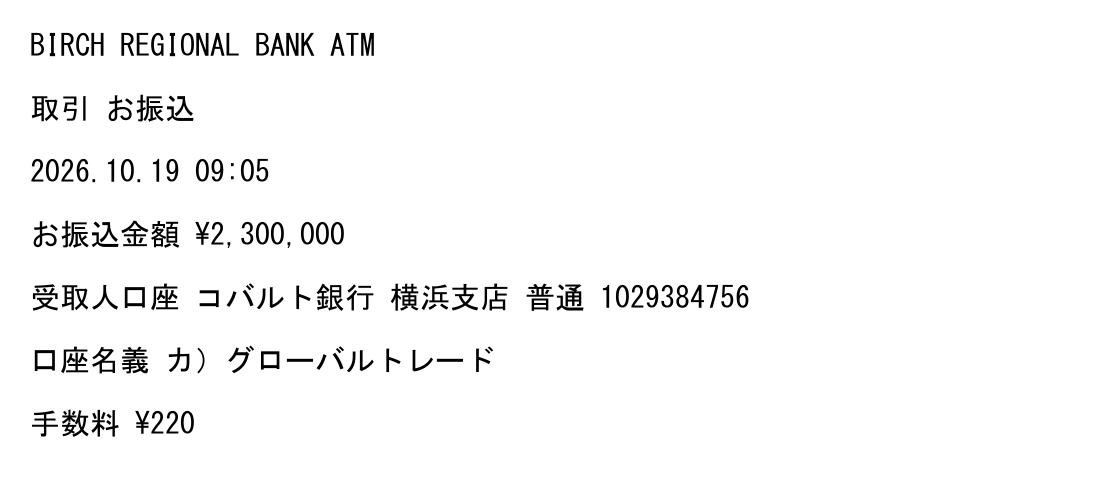 BIRCH REGIONAL BANK ATM
取引 お振込
2026.10.19 09:05
お振込金額 ¥2,300,000
受取人口座 コバルト銀行 横浜支店 普通 1029384756
口座名義 カ）グローバルトレード
手数料 ¥220